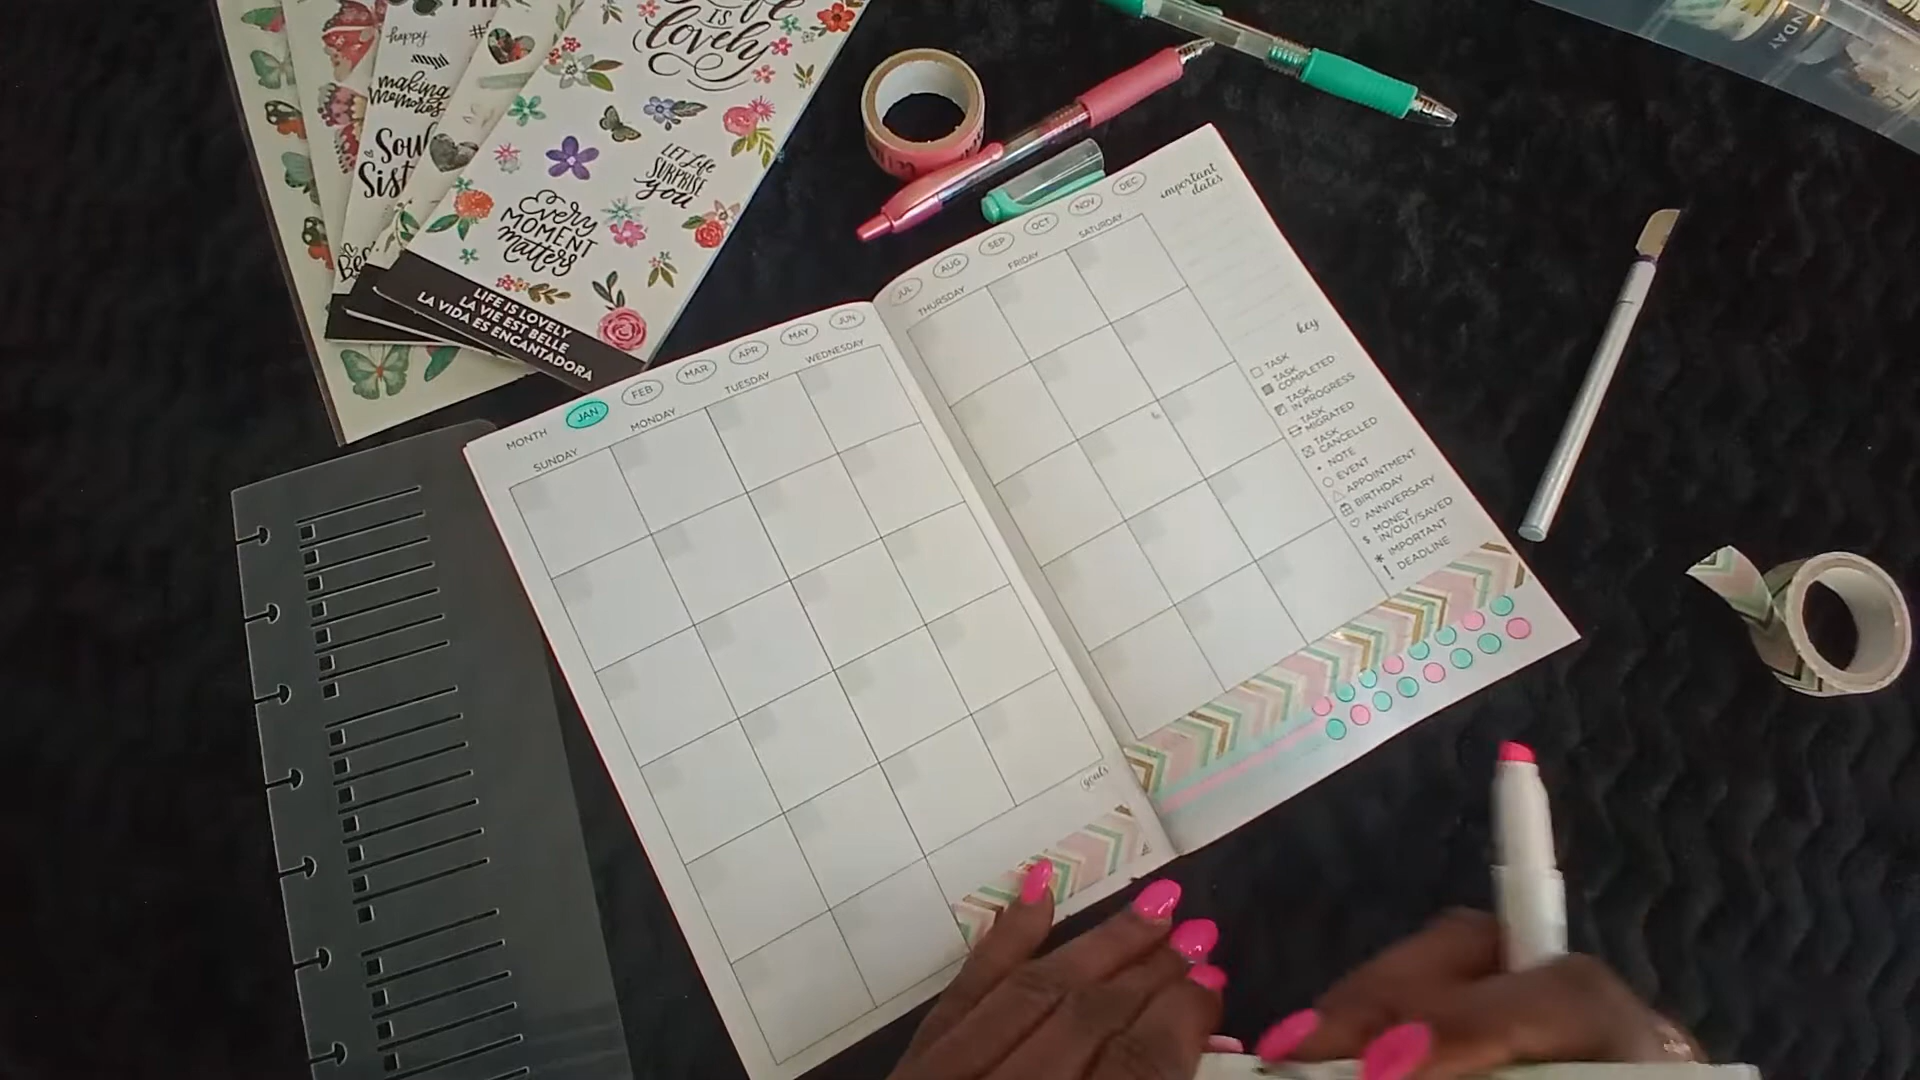 happy
making
memories
Soul
Sist
IS
lovely
LET Life
SURPRISE
you
Every
MOMENT
matters
LIFE IS LOVELY
LA VIE EST BELLE
LA VIDA ES ENCANTADORA
NDAY
MONTH JAN FEB MAR APR MAY JUN
SUNDAY MONDAY TUESDAY WEDNESDAY
goals
JUL AUG SEP OCT NOV DEC
THURSDAY FRIDAY SATURDAY
important
dates
key
TASK
TASK
COMPLETED
TASK
IN PROGRESS
TASK
MIGRATED
TASK
CANCELLED
NOTE
EVENT
APPOINTMENT
BIRTHDAY
ANNIVERSARY
$ MONEY
IN/OUT/SAVED
* IMPORTANT
! DEADLINE